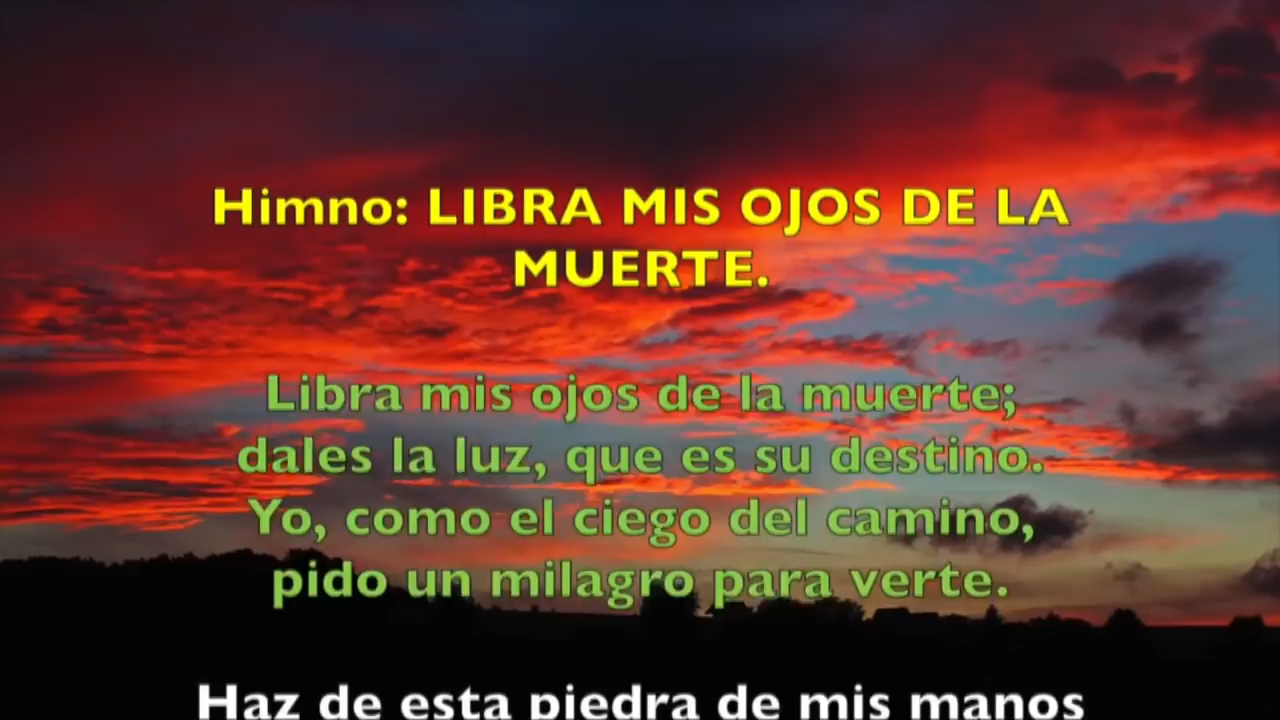 Himno: LIBRA MIS OJOS DE LA
MUERTE.
Libra mis ojos de la muerte;
dales la luz, que es su destino.
Yo, como el ciego del camino,
pido un milagro para verte.
Haz de esta piedra de mis manos